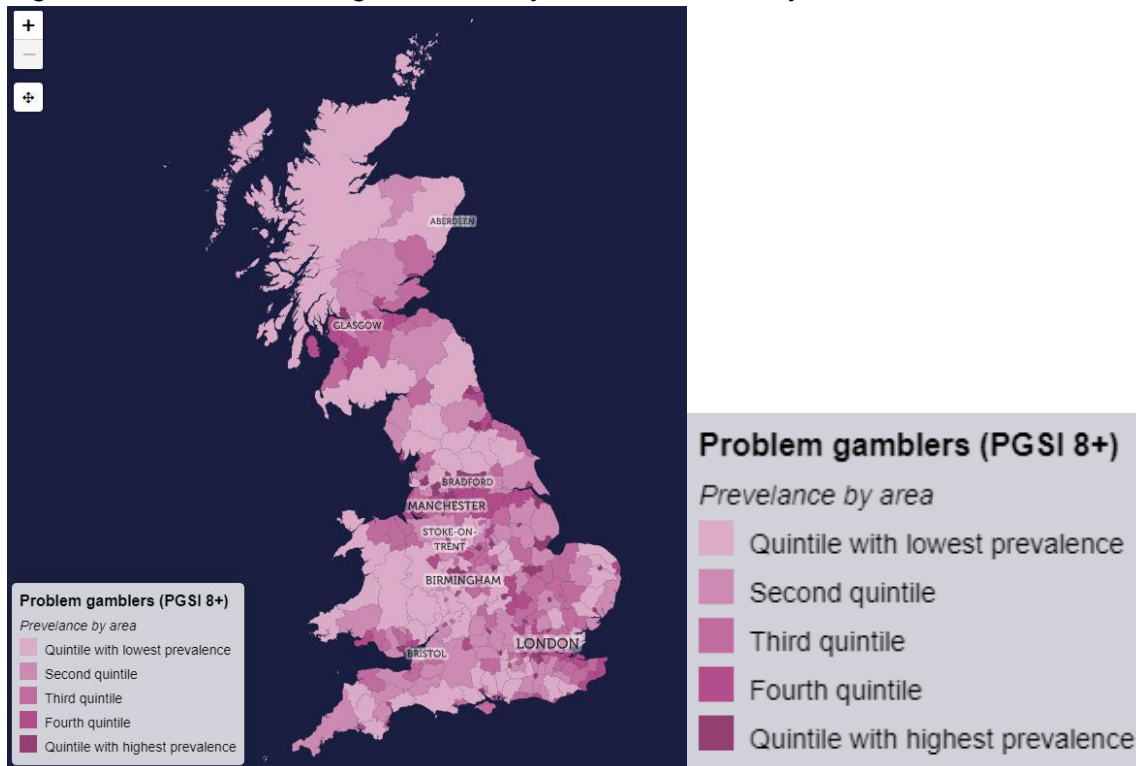 +
−
ABERDEEN
GLASGOW
BRADFORD
MANCHESTER
STOKE-ON-
TRENT
BIRMINGHAM
LONDON
BRISTOL
Problem gamblers (PGSI 8+)
Prevelance by area
Quintile with lowest prevalence
Second quintile
Third quintile
Fourth quintile
Quintile with highest prevalence
Problem gamblers (PGSI 8+)
Prevelance by area
Quintile with lowest prevalence
Second quintile
Third quintile
Fourth quintile
Quintile with highest prevalence